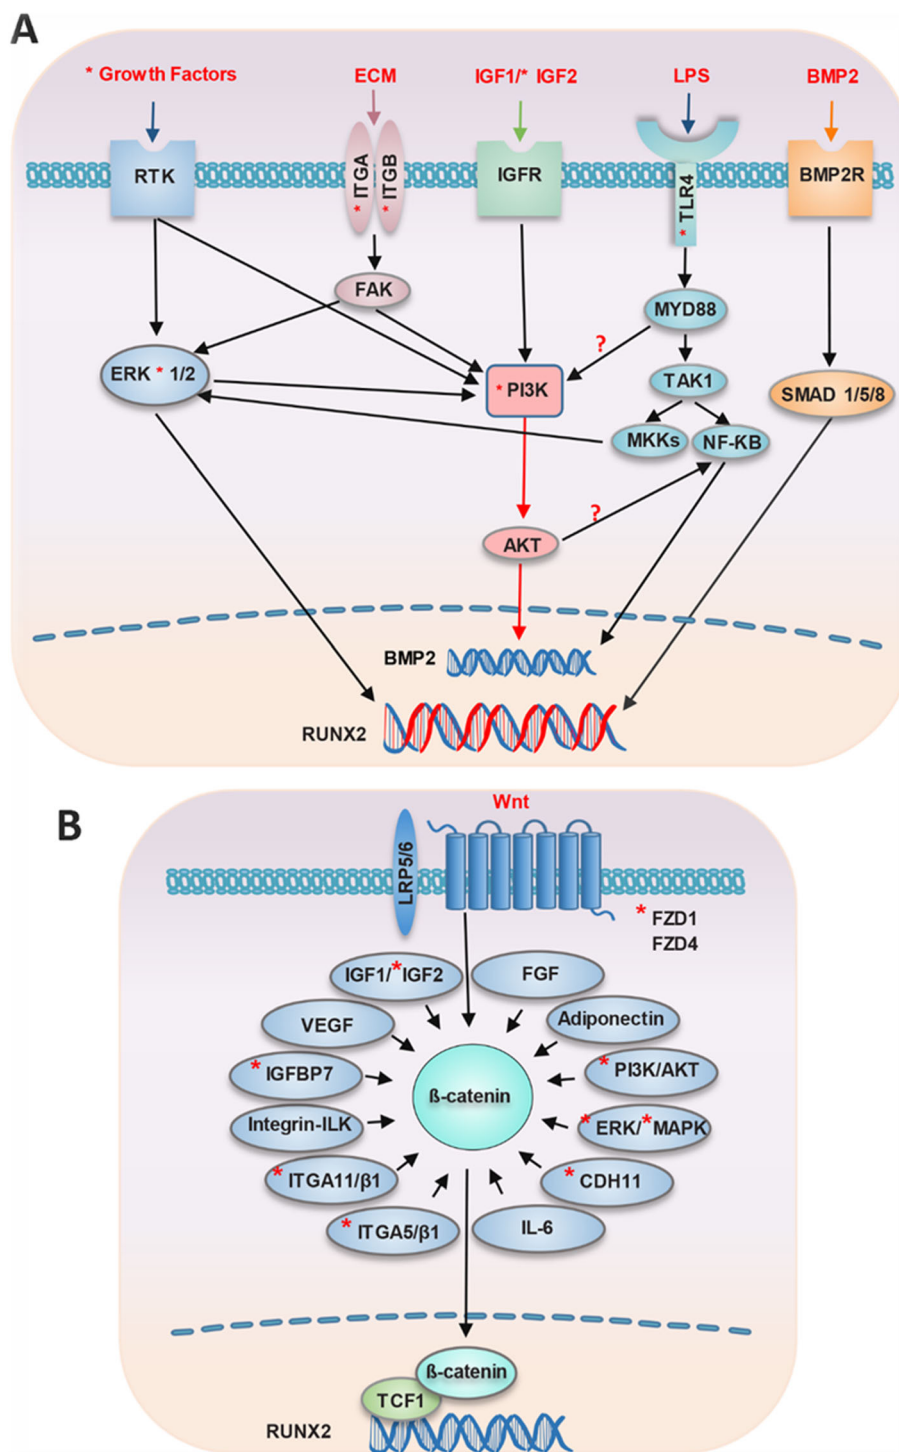 A
* Growth Factors
ECM
IGF1/* IGF2
LPS
BMP2
RTK
* ITGA
* ITGB
IGFR
* TLR4
BMP2R
FAK
MYD88
?
ERK * 1/2
* PI3K
TAK1
SMAD 1/5/8
MKKs
NF-KB
?
AKT
BMP2
RUNX2
B
Wnt
LRP5/6
* FZD1
FZD4
IGF1/*IGF2
FGF
VEGF
Adiponectin
* IGFBP7
* PI3K/AKT
ß-catenin
Integrin-ILK
* ERK/*MAPK
* ITGA11/β1
* CDH11
* ITGA5/β1
IL-6
ß-catenin
TCF1
RUNX2